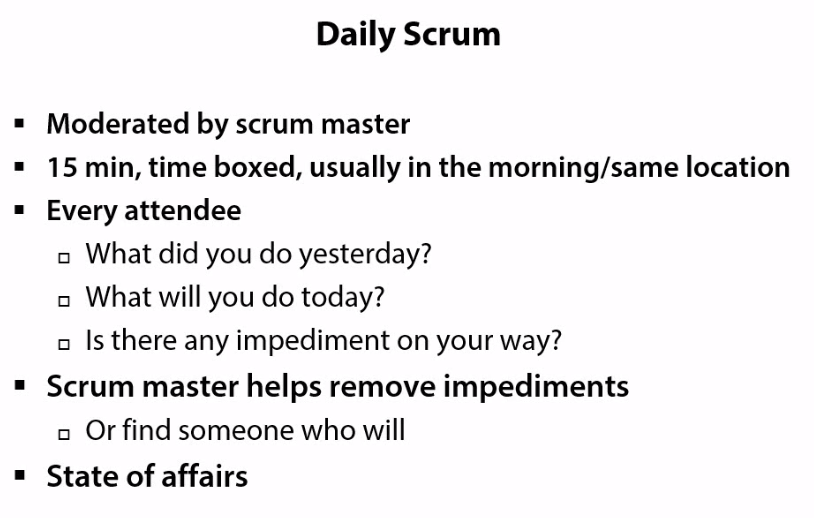 Daily Scrum
▪ Moderated by scrum master
▪ 15 min, time boxed, usually in the morning/same location
▪ Every attendee
▫ What did you do yesterday?
▫ What will you do today?
▫ Is there any impediment on your way?
▪ Scrum master helps remove impediments
▫ Or find someone who will
▪ State of affairs